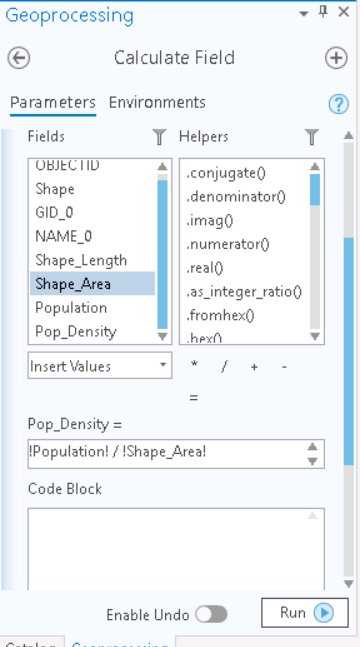 Geoprocessing
Calculate Field
Parameters Environments
Fields Helpers
OBJECTID
Shape
GID_0
NAME_0
Shape_Length
Shape_Area
Population
Pop_Density
.conjugate()
.denominator()
.imag()
.numerator()
.real()
.as_integer_ratio()
.fromhex()
.hex()
Insert Values * / + -
=
Pop_Density =
!Population! / !Shape_Area!
Code Block
Enable Undo Run
Catalog Geoprocessing